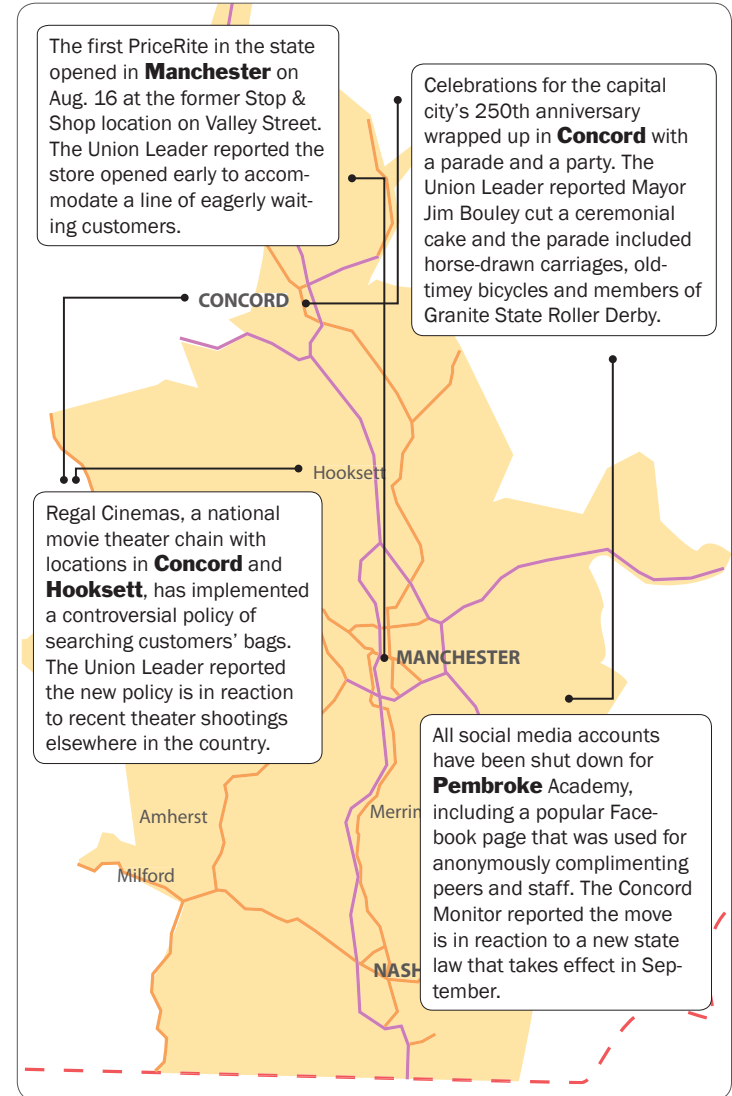 The first PriceRite in the state
opened in Manchester on
Aug. 16 at the former Stop &
Shop location on Valley Street.
The Union Leader reported the
store opened early to accom-
modate a line of eagerly wait-
ing customers.
Celebrations for the capital
city's 250th anniversary
wrapped up in Concord with
a parade and a party. The
Union Leader reported Mayor
Jim Bouley cut a ceremonial
cake and the parade included
horse-drawn carriages, old-
timey bicycles and members of
Granite State Roller Derby.
CONCORD
Hooksett
Regal Cinemas, a national
movie theater chain with
locations in Concord and
Hooksett, has implemented
a controversial policy of
searching customers' bags.
The Union Leader reported
the new policy is in reaction
to recent theater shootings
elsewhere in the country.
MANCHESTER
All social media accounts
have been shut down for
Pembroke Academy,
including a popular Face-
book page that was used for
anonymously complimenting
peers and staff. The Concord
Monitor reported the move
is in reaction to a new state
law that takes effect in Sep-
tember.
Amherst
Merrim
Milford
NASH